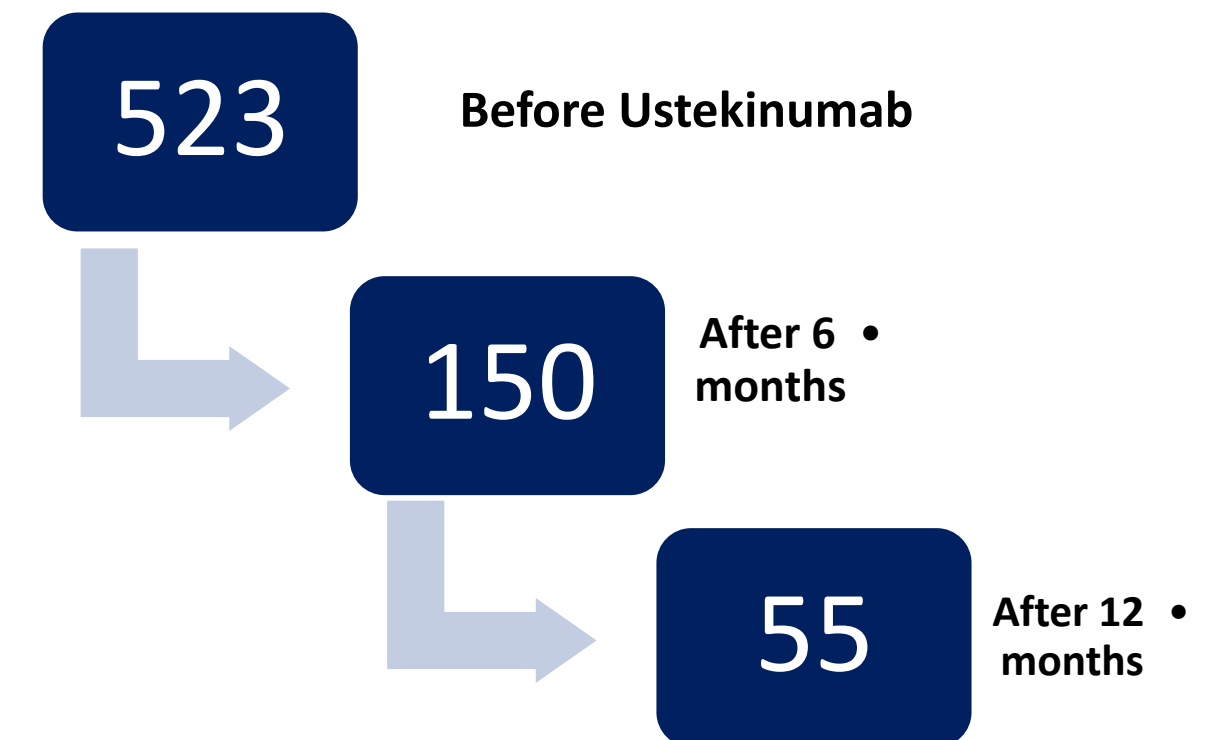 523
Before Ustekinumab
150
After 6 •
months
55
After 12 •
months